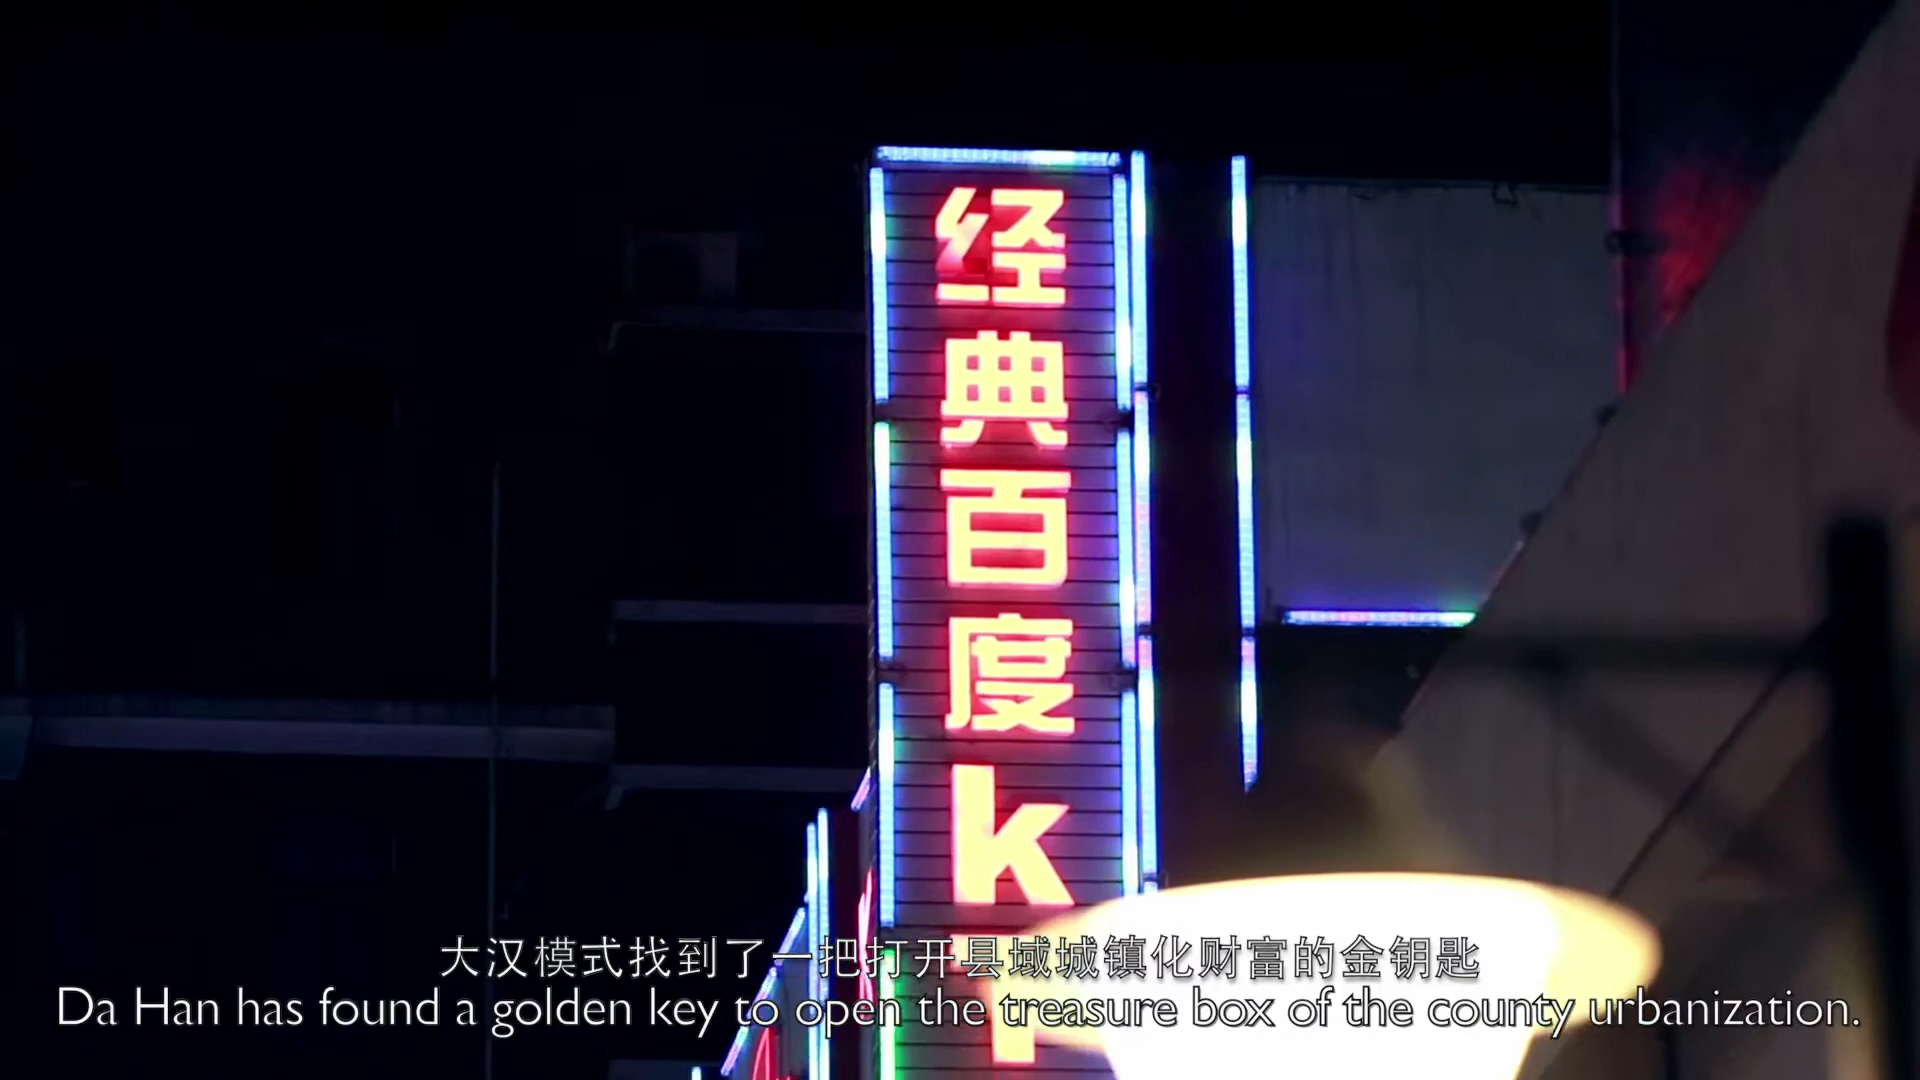 经典百度kT
大汉模式找到了一把打开县域城镇化财富的金钥匙
Da Han has found a golden key to open the treasure box of the county urbanization.